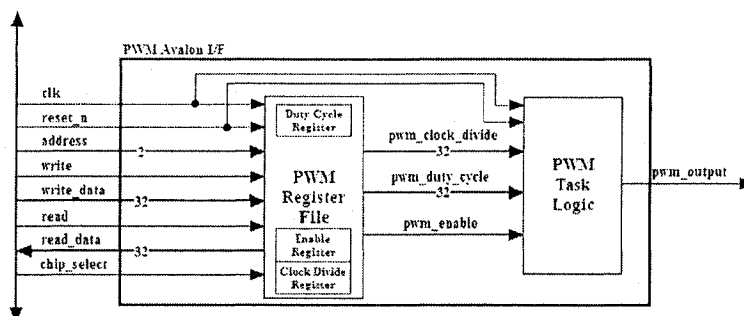 PWM Avalon I/F
clk
reset_n
address
2
write
write_data
32
read
read_data
32
chip_select
Duty Cycle
Register
PWM
Register
File
Enable
Register
Clock Divide
Register
pwm_clock_divide
32
pwm_duty_cycle
32
pwm_enable
PWM
Task
Logic
pwm_output